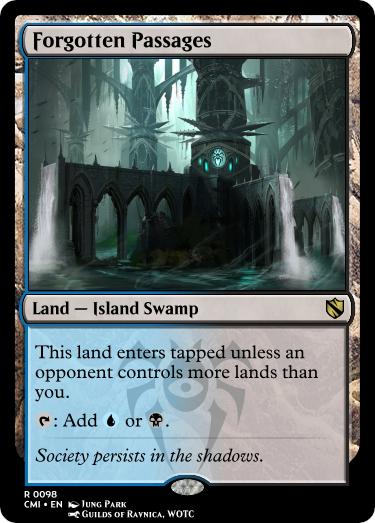 Forgotten Passages
Land — Island Swamp
This land enters tapped unless an
opponent controls more lands than
you.
: Add or .
Society persists in the shadows.
R 0098
CMI • EN Jung Park
Guilds of Ravnica, WOTC